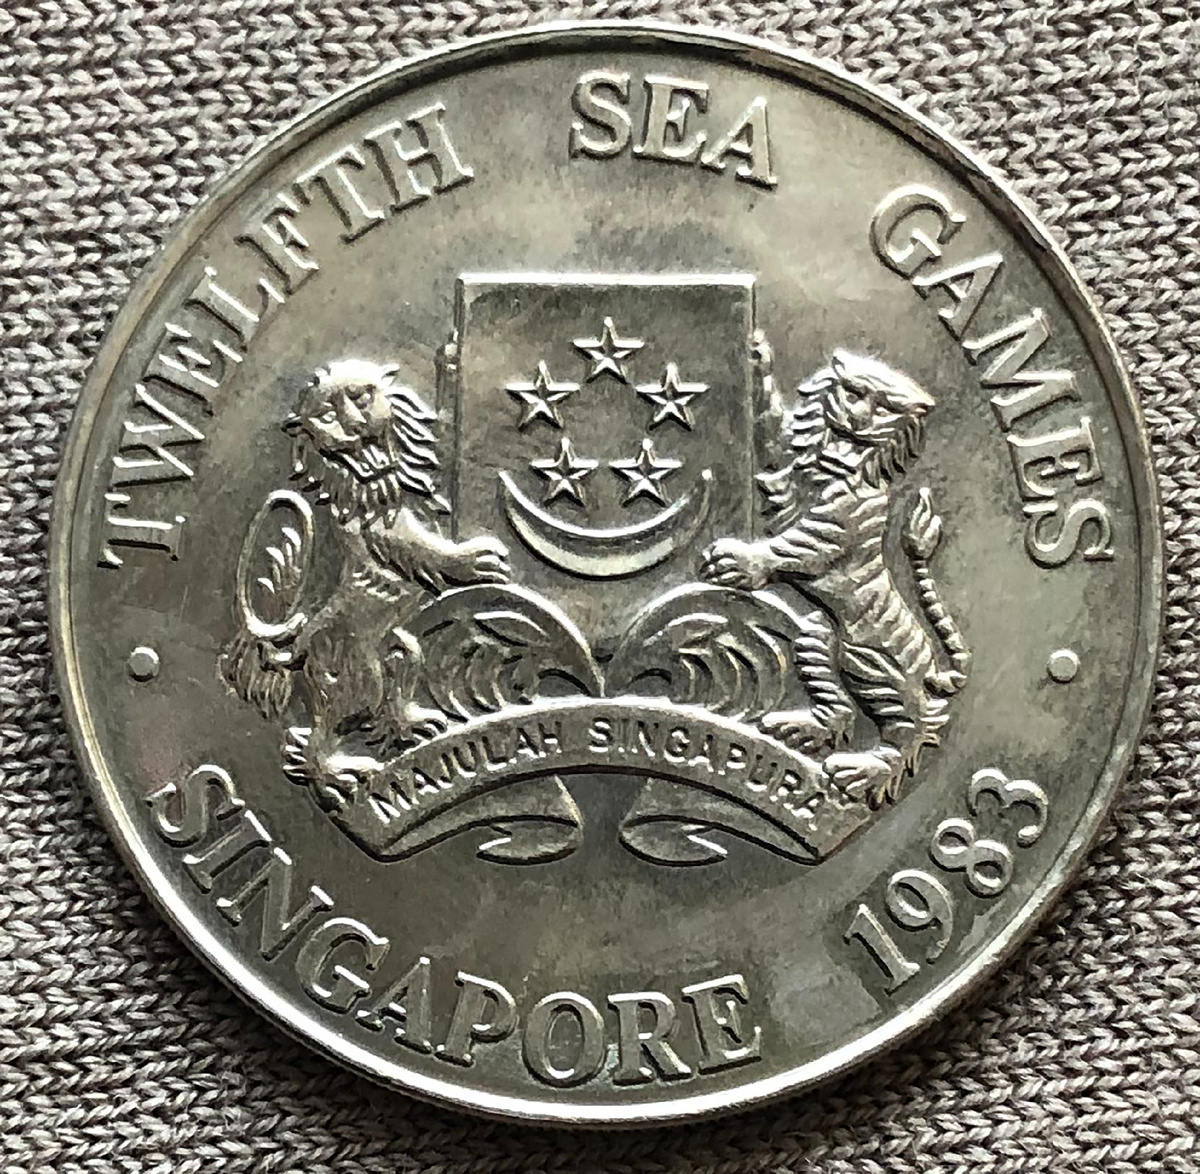 TWELFTH SEA GAMES
MAJULAH SINGAPURA
SINGAPORE 1983